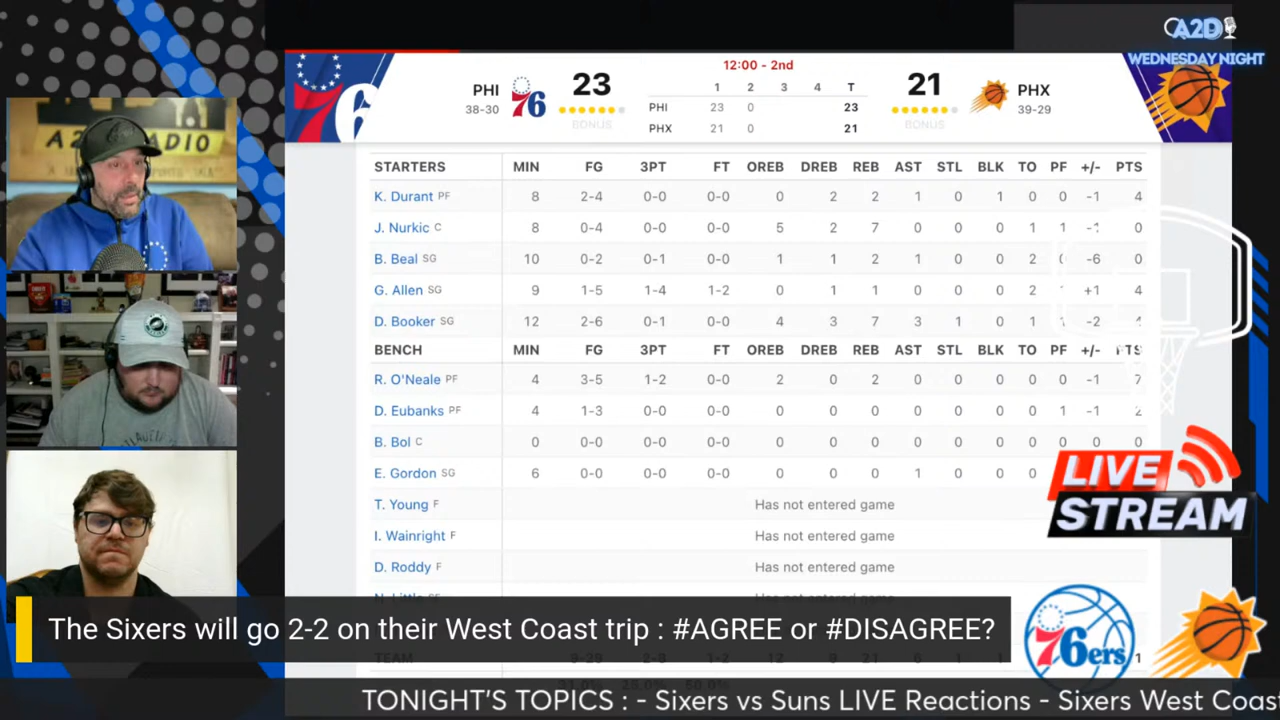 A2D
WEDNESDAY NIGHT
12:00 - 2nd
PHI
38-30
76
23
BONUS
1 2 3 4 T
PHI 23 0 23
PHX 21 0 21
21
BONUS
PHX
39-29
STARTERS MIN FG 3PT FT OREB DREB REB AST STL BLK TO PF +/- PTS
K. Durant PF 8 2-4 0-0 0-0 0 2 2 1 0 1 0 0 -1 4
J. Nurkic C 8 0-4 0-0 0-0 5 2 7 0 0 0 1 1 -1 0
B. Beal SG 10 0-2 0-1 0-0 1 1 2 1 0 0 2 -6 0
G. Allen SG 9 1-5 1-4 1-2 0 1 1 0 0 0 2 +1 4
D. Booker SG 12 2-6 0-1 0-0 4 3 7 3 1 0 1 -2 4
BENCH MIN FG 3PT FT OREB DREB REB AST STL BLK TO PF +/- PTS
R. O'Neale PF 4 3-5 1-2 0-0 2 0 2 0 0 0 0 0 -1 7
D. Eubanks PF 4 1-3 0-0 0-0 0 0 0 0 0 0 0 1 -1 2
B. Bol C 0 0-0 0-0 0-0 0 0 0 0 0 0 0 0 0 0
E. Gordon SG 6 0-0 0-0 0-0 0 0 0 1 0 0 0
T. Young F Has not entered game
I. Wainright F Has not entered game
D. Roddy F Has not entered game
LIVE
STREAM
The Sixers will go 2-2 on their West Coast trip : #AGREE or #DISAGREE?
76ers
TONIGHT'S TOPICS : - Sixers vs Suns LIVE Reactions - Sixers West Coast